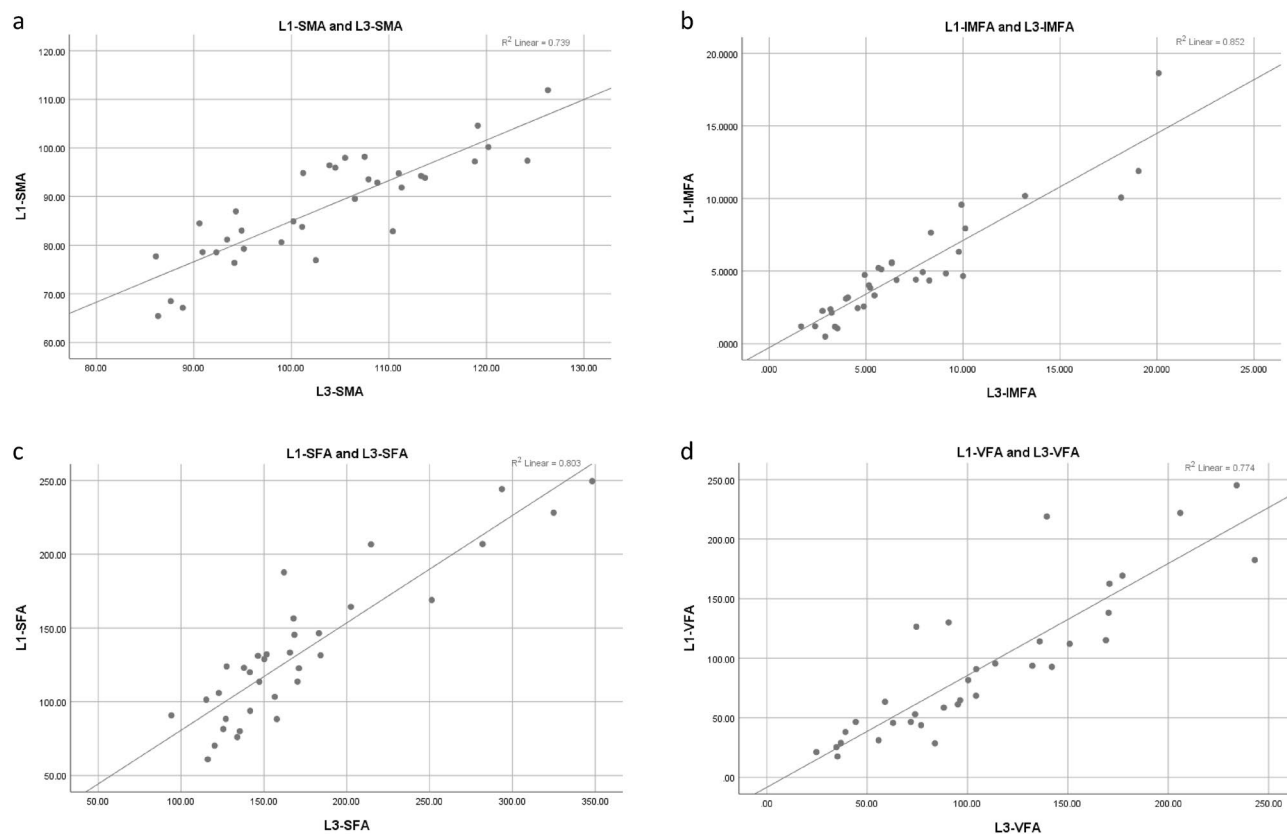 a
L1-SMA and L3-SMA
R² Linear = 0.739
120.00
110.00
100.00
90.00
80.00
70.00
60.00
L1-SMA
80.00 90.00 100.00 110.00 120.00 130.00
L3-SMA
b
L1-IMFA and L3-IMFA
R² Linear = 0.852
20.0000
15.0000
10.0000
5.0000
.0000
L1-IMFA
.000 5.000 10.000 15.000 20.000 25.000
L3-IMFA
c
L1-SFA and L3-SFA
R² Linear = 0.803
250.00
200.00
150.00
100.00
50.00
L1-SFA
50.00 100.00 150.00 200.00 250.00 300.00 350.00
L3-SFA
d
L1-VFA and L3-VFA
R² Linear = 0.774
250.00
200.00
150.00
100.00
50.00
.00
L1-VFA
.00 50.00 100.00 150.00 200.00 250.00
L3-VFA